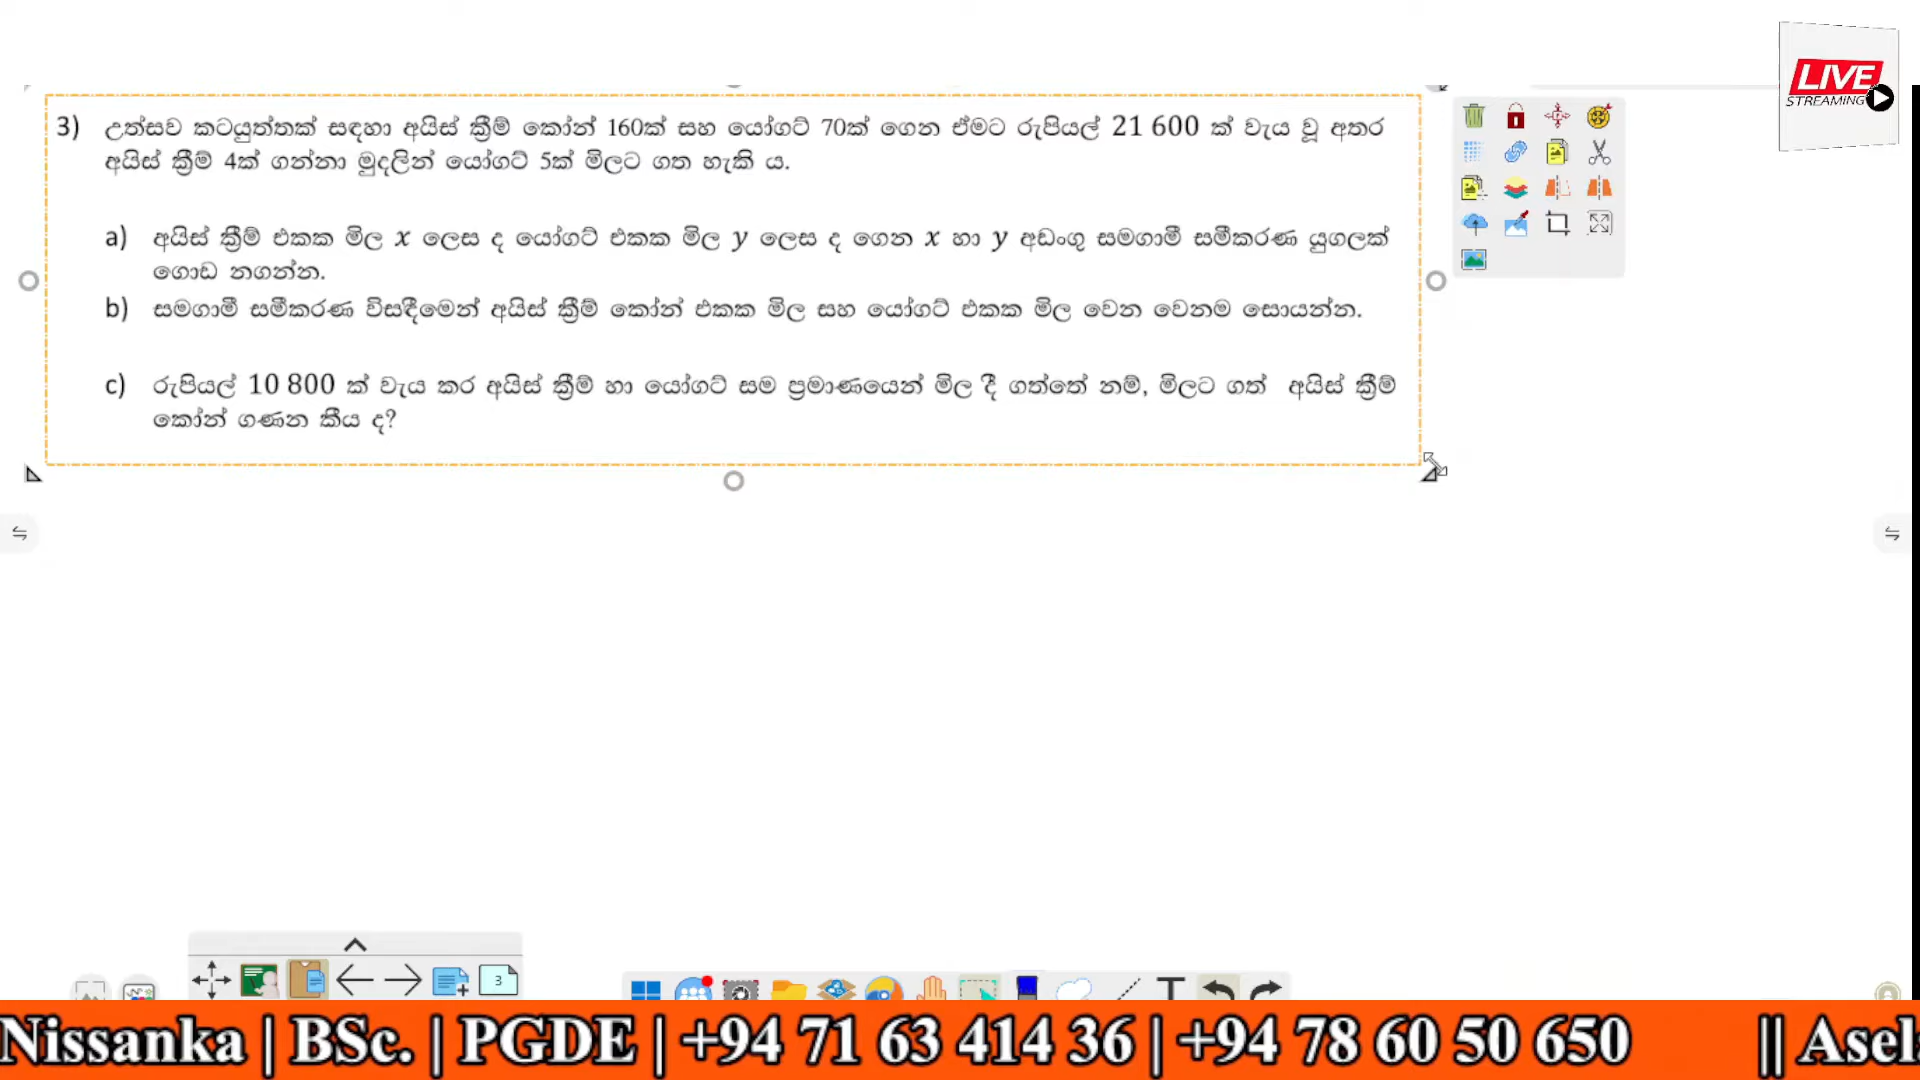 LIVE
STREAMING
3) උත්සව කටයුත්තක් සඳහා අයිස් ක්‍රීම් කෝන් 160ක් සහ යෝගට් 70ක් ගෙන ඒමට රුපියල් 21 600 ක් වැය වූ අතර
අයිස් ක්‍රීම් 4ක් ගන්නා මුදලින් යෝගට් 5ක් මිලට ගත හැකි ය.
a) අයිස් ක්‍රීම් එකක මිල x ලෙස ද යෝගට් එකක මිල y ලෙස ද ගෙන x හා y අඩංගු සමගාමී සමීකරණ යුගලක්
ගොඩ නගන්න.
b) සමගාමී සමීකරණ විසඳීමෙන් අයිස් ක්‍රීම් කෝන් එකක මිල සහ යෝගට් එකක මිල වෙන වෙනම සොයන්න.
c) රුපියල් 10 800 ක් වැය කර අයිස් ක්‍රීම් හා යෝගට් සම ප්‍රමාණයෙන් මිල දී ගත්තේ නම්, මිලට ගත් අයිස් ක්‍රීම්
කෝන් ගණන කීය ද?
3
Nissanka | BSc. | PGDE | +94 71 63 414 36 | +94 78 60 50 650 || Asel